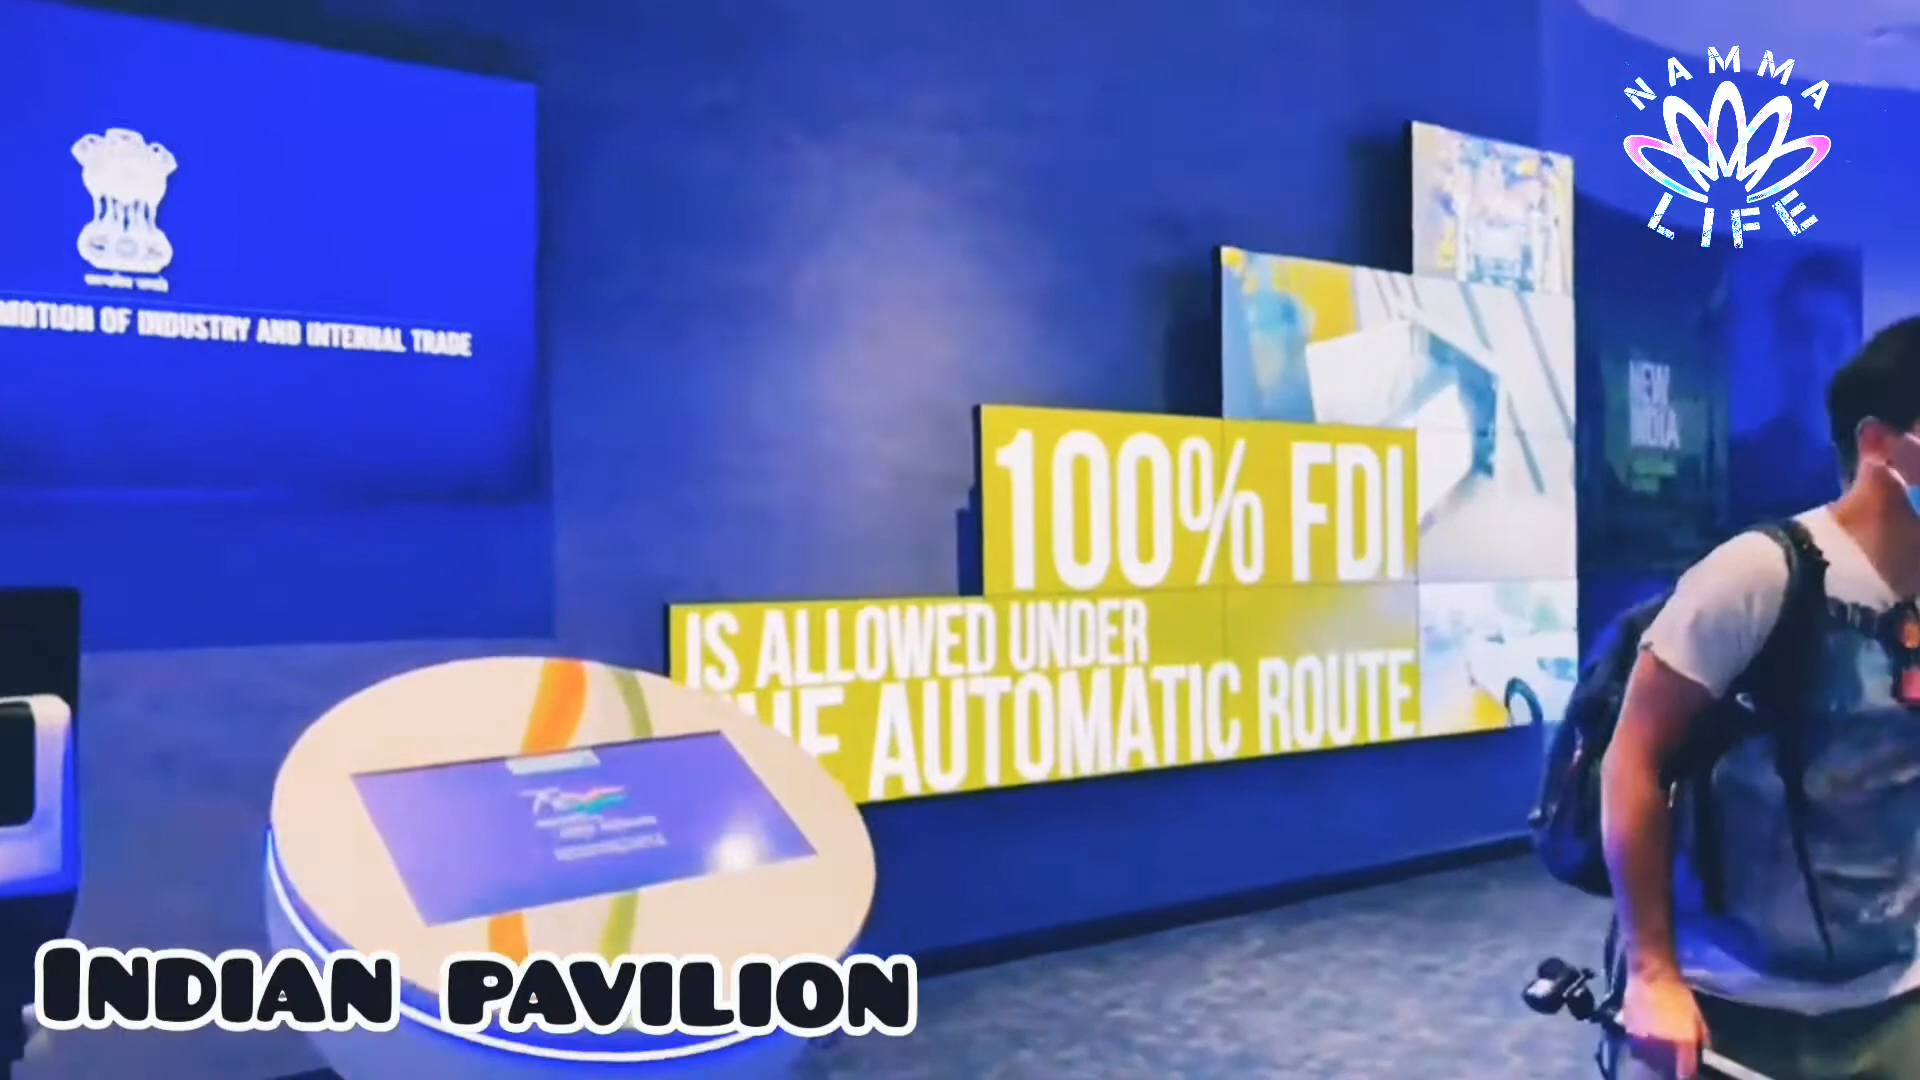 NAMMA
LIFE
MOTION OF INDUSTRY AND INTERNAL TRADE
NEW
INDIA
100% FDI
IS ALLOWED UNDER
THE AUTOMATIC ROUTE
INDIAN PAVILION